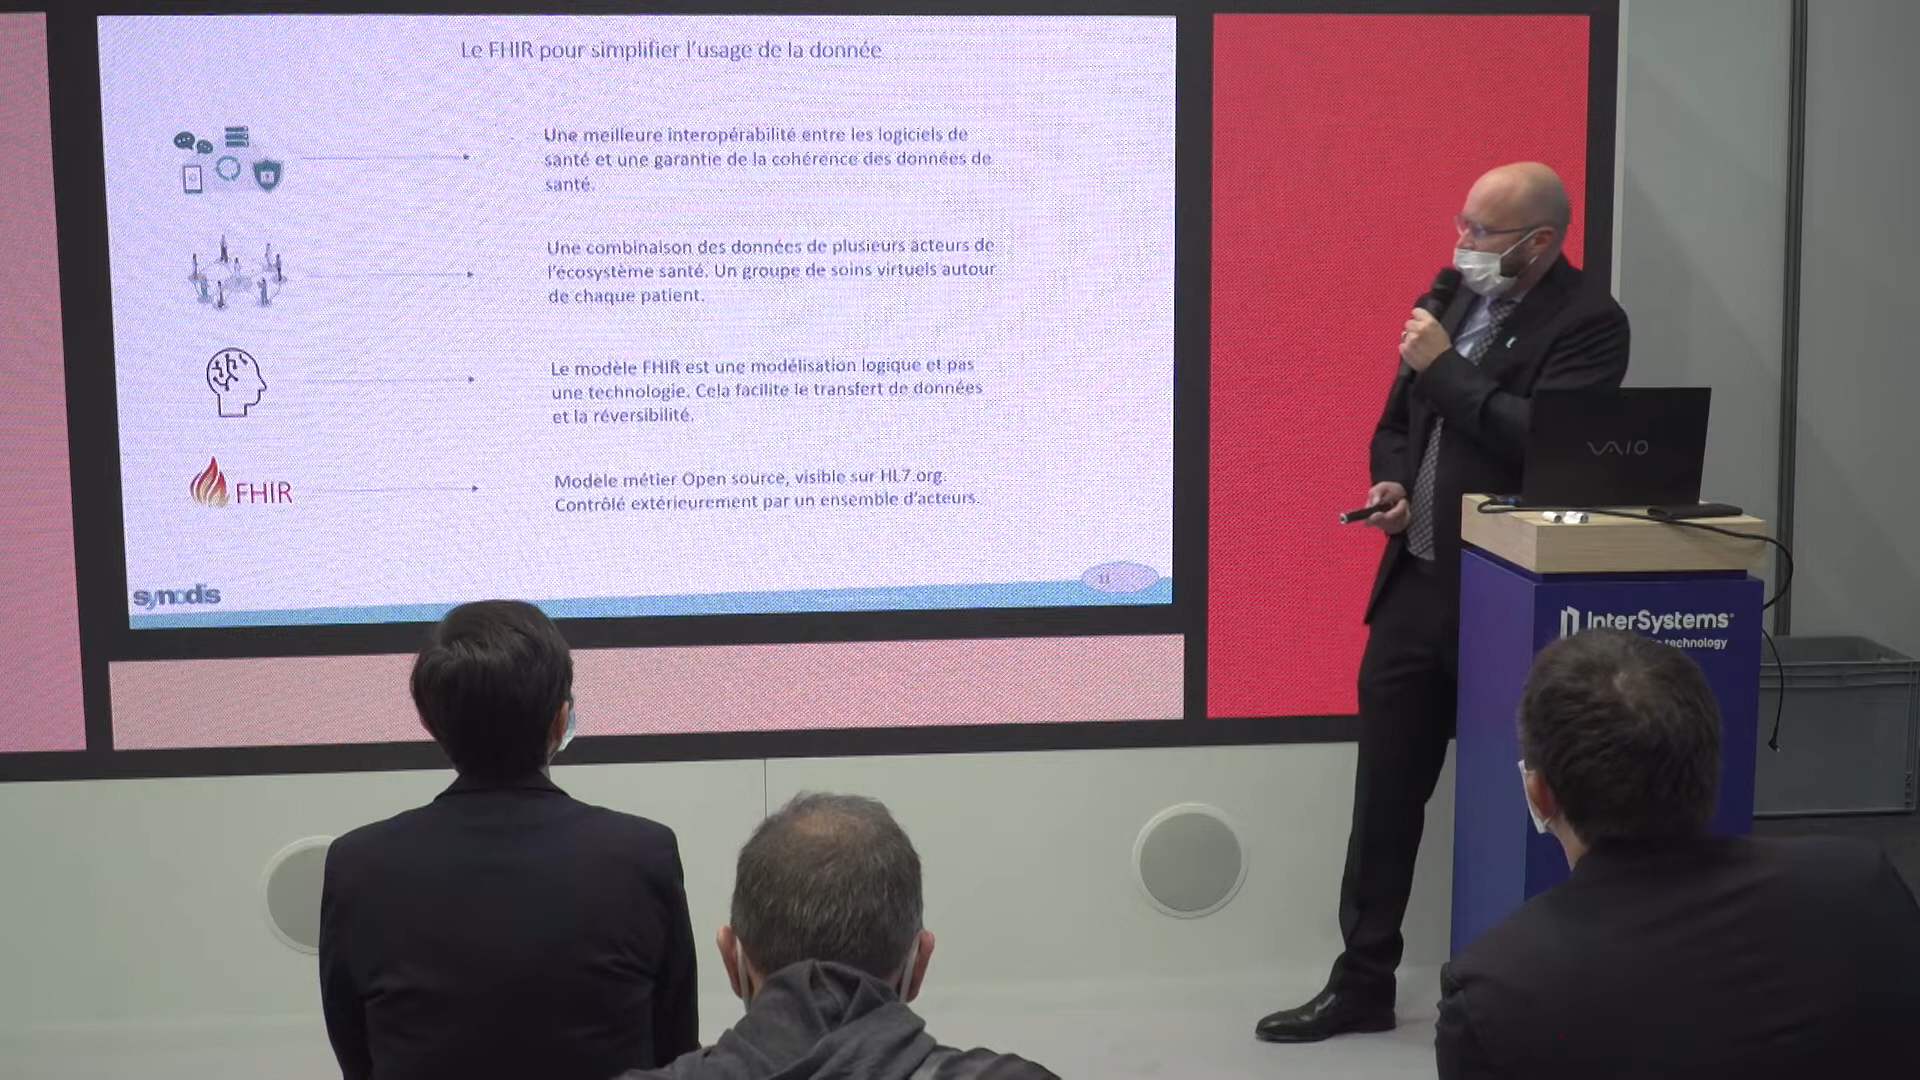 Le FHIR pour simplifier l'usage de la donnée
Une meilleure interopérabilité entre les logiciels de
santé et une garantie de la cohérence des données de
santé.
Une combinaison des données de plusieurs acteurs de
l'écosystème santé. Un groupe de soins virtuels autour
de chaque patient.
Le modèle FHIR est une modélisation logique et pas
une technologie. Cela facilite le transfert de données
et la réversibilité.
FHIR
Modèle métier Open source, visible sur HL7.org.
Contrôlé extérieurement par un ensemble d'acteurs.
synodis
11
VAIO
InterSystems
technology